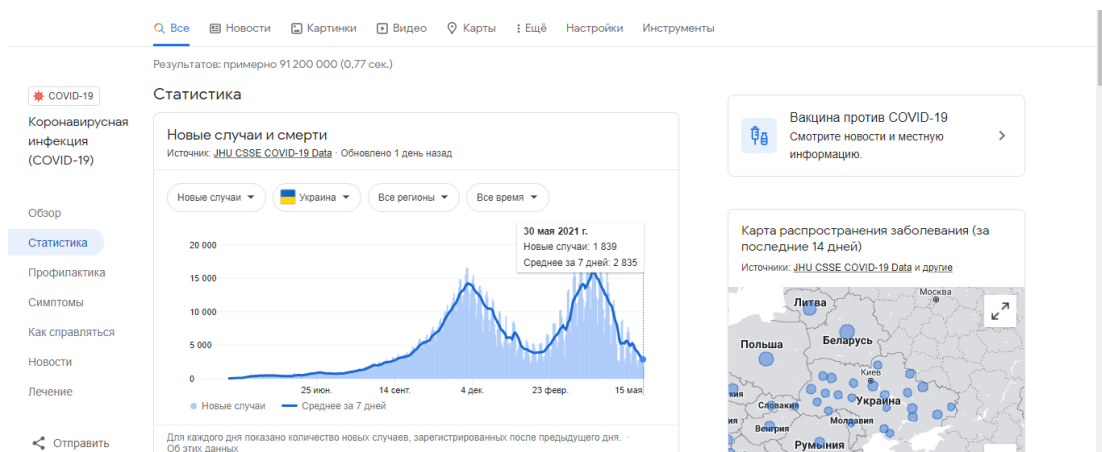 Все Новости Картинки Видео Карты Ещё Настройки Инструменты
Результатов: примерно 91 200 000 (0,77 сек.)
COVID-19
Коронавирусная
инфекция
(COVID-19)
Обзор
Статистика
Профилактика
Симптомы
Как справляться
Новости
Лечение
Отправить
Статистика
Новые случаи и смерти
Источник: JHU CSSE COVID-19 Data · Обновлено 1 день назад
Новые случаи Украина Все регионы Все время
30 мая 2021 г.
Новые случаи: 1 839
Среднее за 7 дней: 2 835
20 000
15 000
10 000
5 000
0
25 июн. 14 сент. 4 дек. 23 февр. 15 мая
Новые случаи Среднее за 7 дней
Для каждого дня показано количество новых случаев, зарегистрированных после предыдущего дня. ·
Об этих данных
Вакцина против COVID-19
Смотрите новости и местную
информацию.
Карта распространения заболевания (за
последние 14 дней)
Источники: JHU CSSE COVID-19 Data и другие
Москва
Литва
Беларусь
Польша
Киев
Украина
Словакия
Молдавия
Венгрия
Румыния